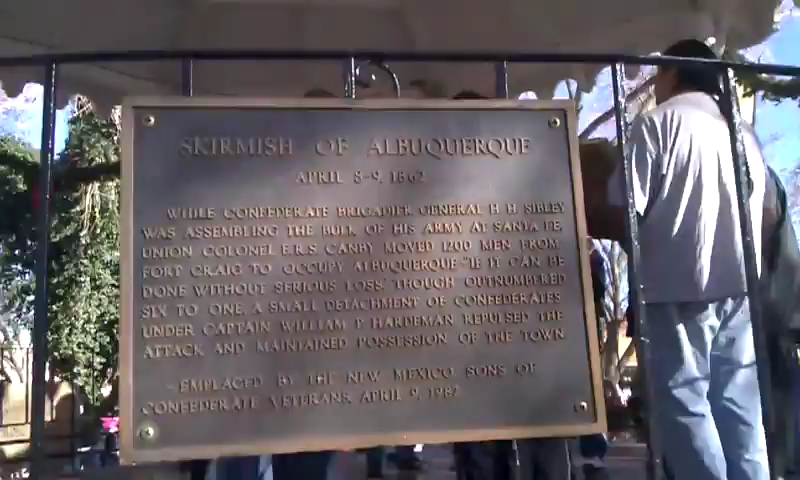 SKIRMISH OF ALBUQUERQUE
APRIL 8-9, 1862
WHILE CONFEDERATE BRIGADIER GENERAL H H SIBLEY
WAS ASSEMBLING THE BULK OF HIS ARMY AT SANTA FE,
UNION COLONEL E.R.S CANBY MOVED 1200 MEN FROM
FORT CRAIG TO OCCUPY ALBUQUERQUE "IF IT CAN BE
DONE WITHOUT SERIOUS LOSS." THOUGH OUTNUMBERED
SIX TO ONE, A SMALL DETACHMENT OF CONFEDERATES
UNDER CAPTAIN WILLIAM P HARDEMAN REPULSED THE
ATTACK AND MAINTAINED POSSESSION OF THE TOWN
EMPLACED BY THE NEW MEXICO SONS OF
CONFEDERATE VETERANS, APRIL 9, 1987